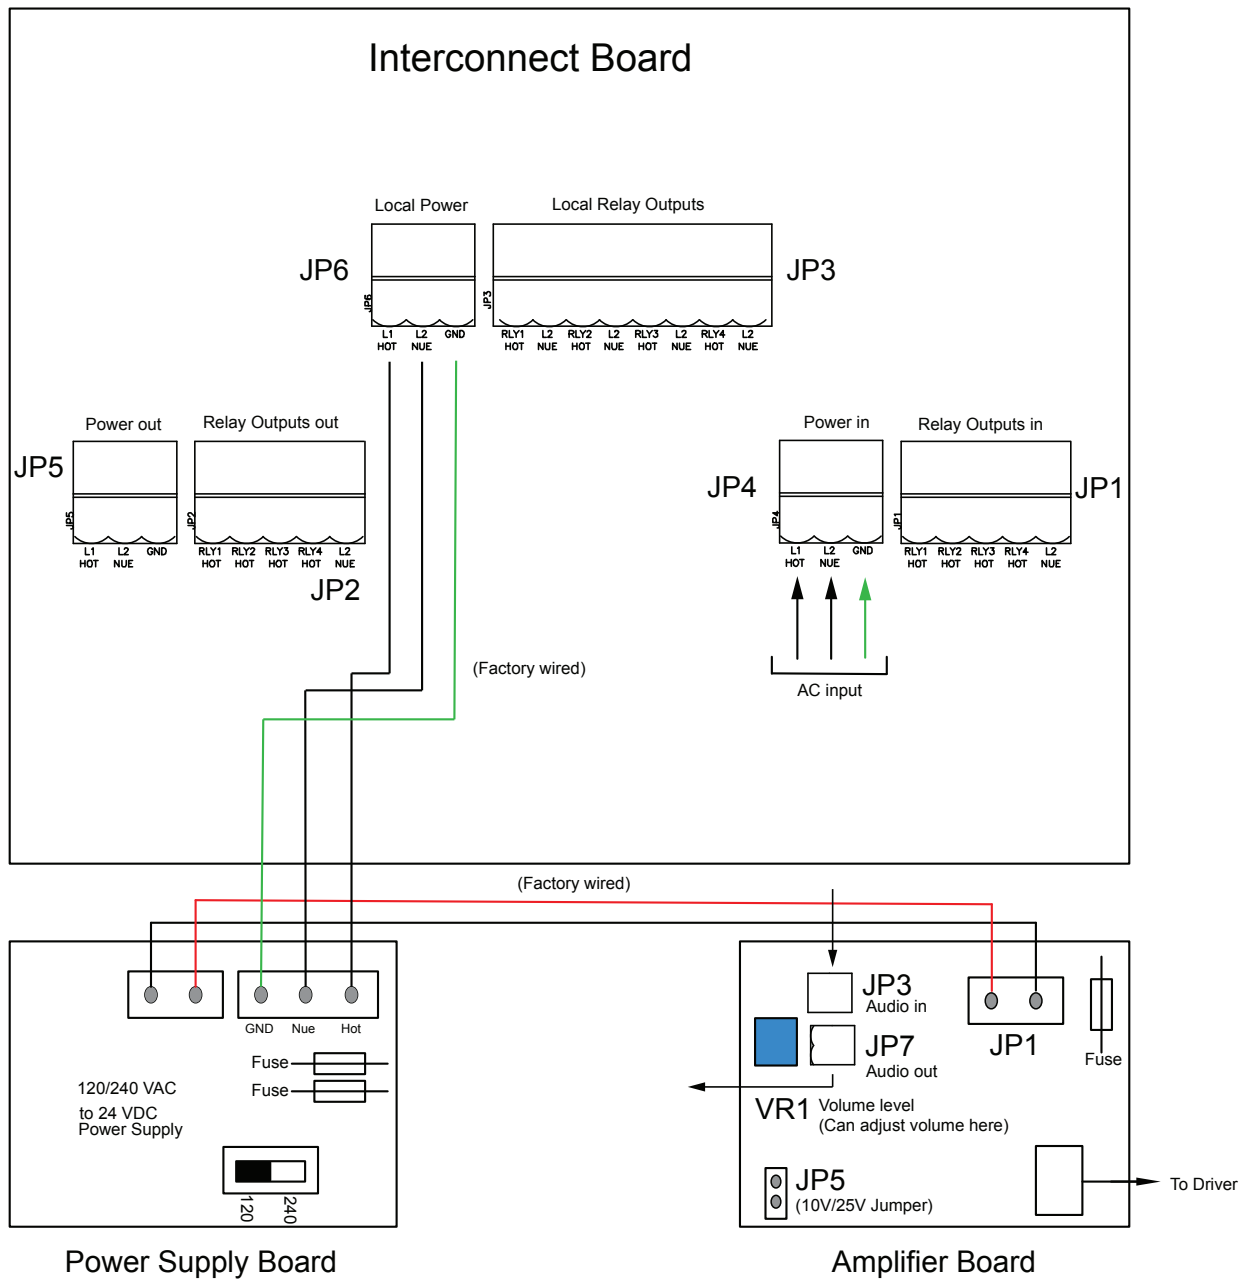 Interconnect Board
Local Power
Local Relay Outputs
JP6
JP3
JP6
JP3
L1 L2 GND
HOT NUE
RLY1 L2 RLY2 L2 RLY3 L2 RLY4 L2
HOT NUE HOT NUE HOT NUE HOT NUE
Power out
Relay Outputs out
Power in
Relay Outputs in
JP5
JP4
JP1
JP5
JP2
JP4
JP1
L1 L2 GND
HOT NUE
RLY1 RLY2 RLY3 RLY4 L2
HOT HOT HOT HOT NUE
JP2
L1 L2 GND
HOT NUE
RLY1 RLY2 RLY3 RLY4 L2
HOT HOT HOT HOT NUE
(Factory wired)
AC input
(Factory wired)
GND Nue Hot
Fuse
Fuse
120/240 VAC
to 24 VDC
Power Supply
120
240
Power Supply Board
JP3
Audio in
JP7
Audio out
JP1
Fuse
VR1
Volume level
(Can adjust volume here)
JP5
(10V/25V Jumper)
To Driver
Amplifier Board